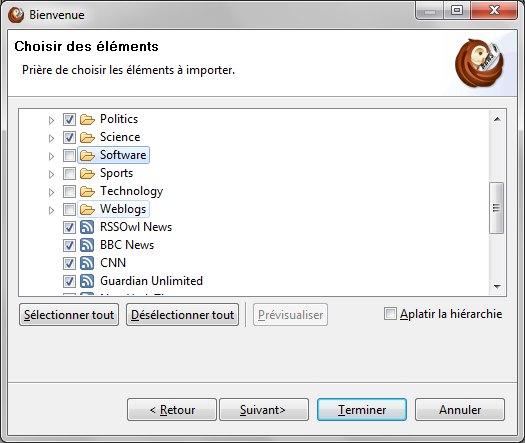 Bienvenue
Choisir des éléments
Prière de choisir les éléments à importer.
Politics
Science
Software
Sports
Technology
Weblogs
RSSOwl News
BBC News
CNN
Guardian Unlimited
Sélectionner tout
Désélectionner tout
Prévisualiser
Aplatir la hiérarchie
< Retour
Suivant>
Terminer
Annuler